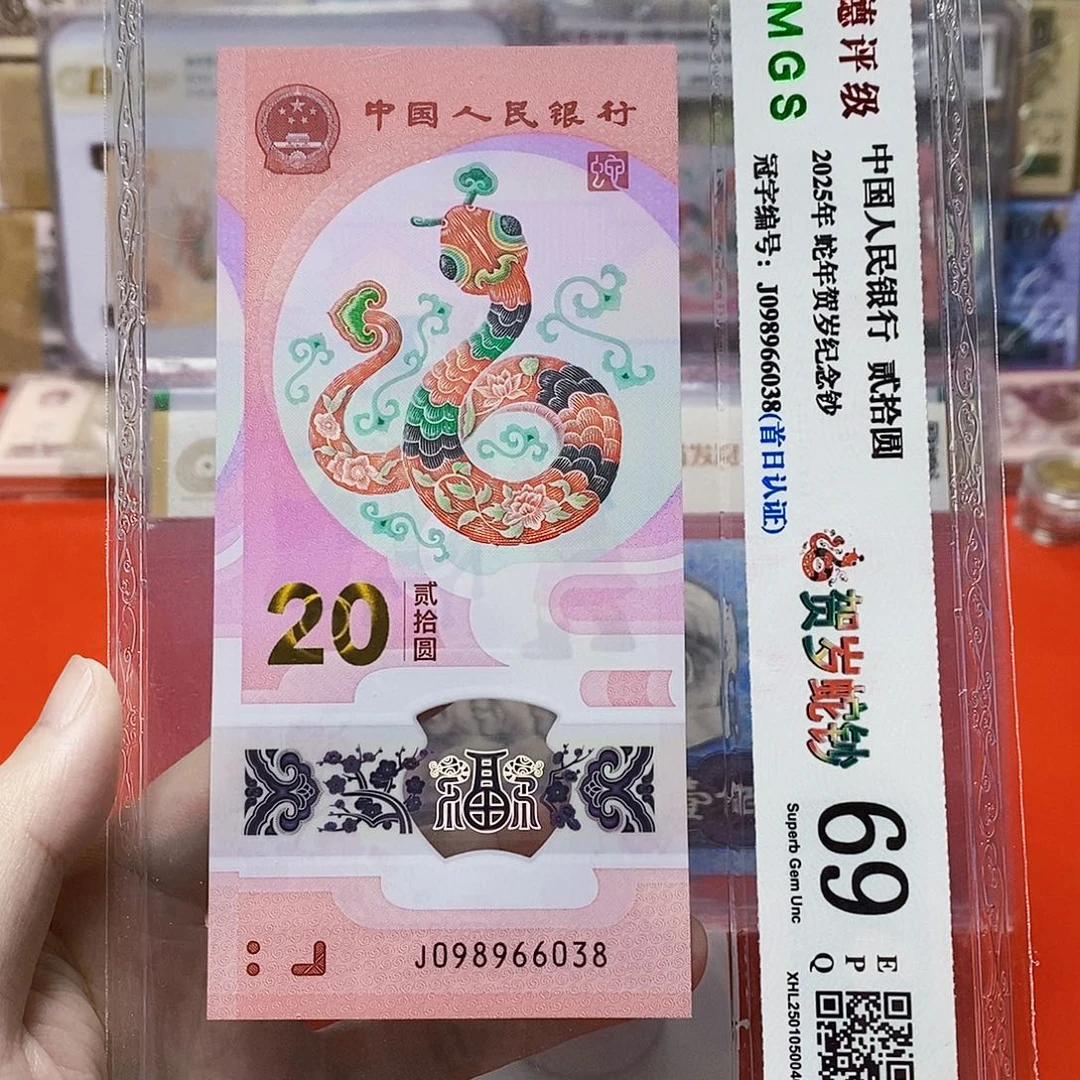 中国人民银行
20
贰拾圆
J098966038
评级
MGS
中国人民银行 贰拾圆
2025年 蛇年贺岁纪念钞
冠字编号：J098966038(首日认证)
贺岁蛇钞
69
Superb Gem Unc
EPQ